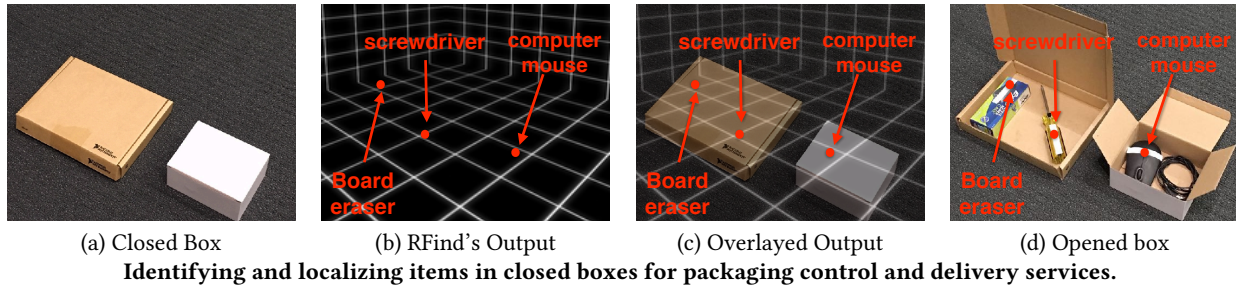 screwdriver
computer
mouse
Board
eraser
screwdriver
computer
mouse
Board
eraser
screwdriver
computer
mouse
Board
eraser
(a) Closed Box
(b) RFind's Output
(c) Overlayed Output
(d) Opened box
Identifying and localizing items in closed boxes for packaging control and delivery services.